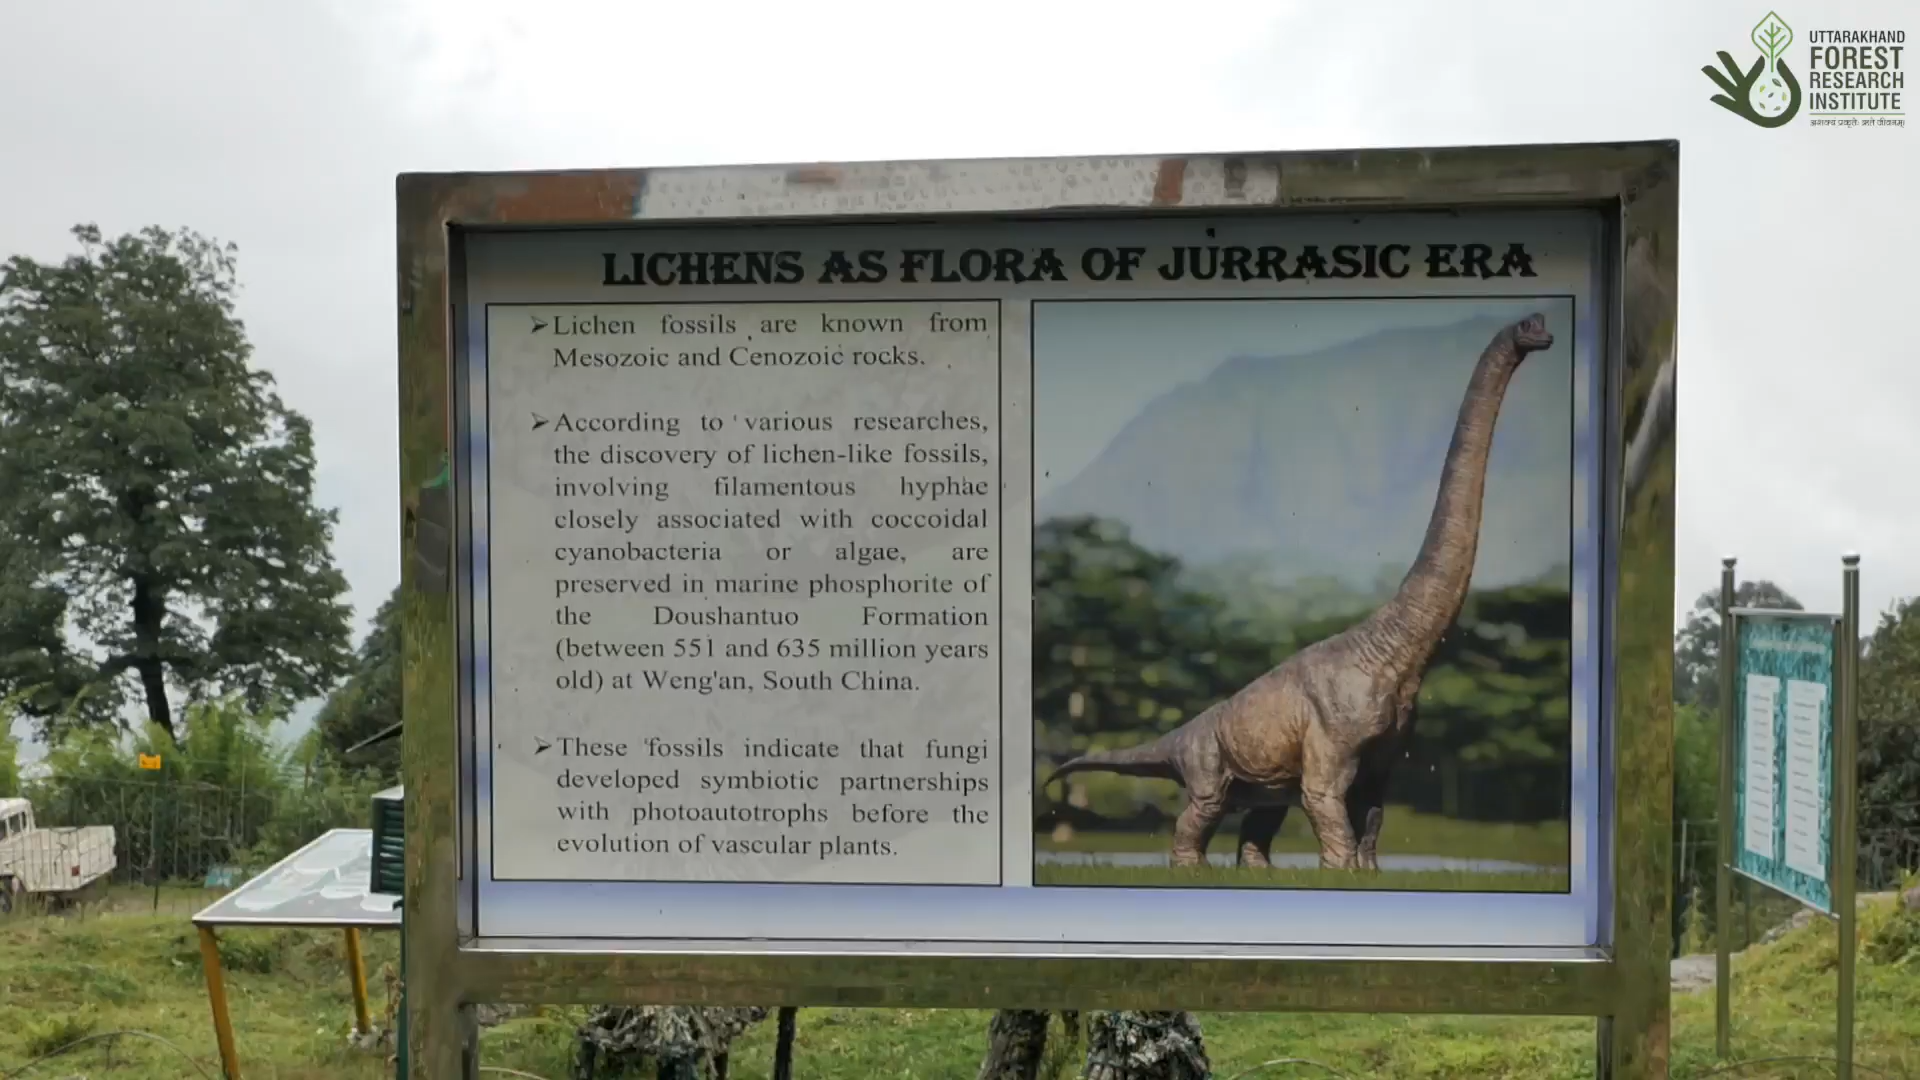 UTTARAKHAND
FOREST
RESEARCH
INSTITUTE
LICHENS AS FLORA OF JURRASIC ERA
➢Lichen fossils are known from
Mesozoic and Cenozoic rocks.
➢According to various researches,
the discovery of lichen-like fossils,
involving filamentous hyphae
closely associated with coccoidal
cyanobacteria or algae, are
preserved in marine phosphorite of
the Doushantuo Formation
(between 551 and 635 million years
old) at Weng'an, South China.
➢These fossils indicate that fungi
developed symbiotic partnerships
with photoautotrophs before the
evolution of vascular plants.